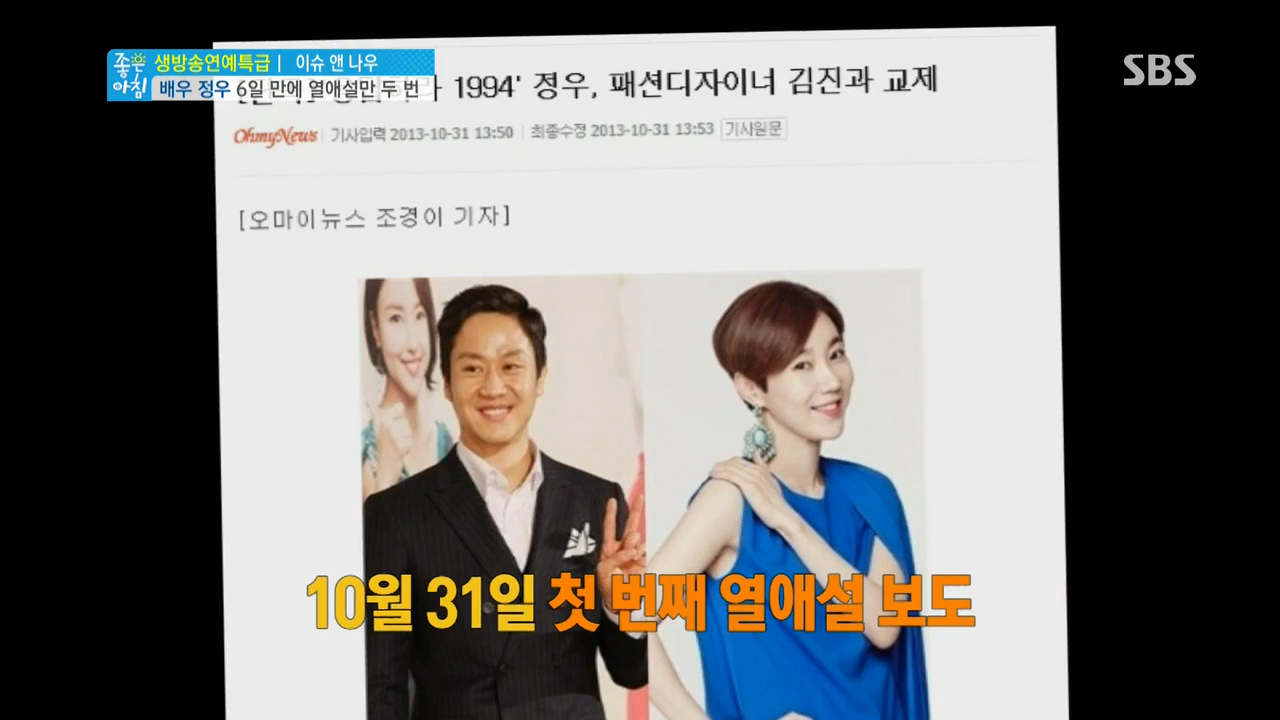 좋은
아침
생방송연예특급 | 이슈 앤 나우
배우 정우 6일 만에 열애설만 두 번
SBS
1994' 정우, 패션디자이너 김진과 교제
OhmyNews | 기사입력 2013-10-31 13:50 | 최종수정 2013-10-31 13:53 기사원문
[오마이뉴스 조경이 기자]
10월 31일 첫 번째 열애설 보도